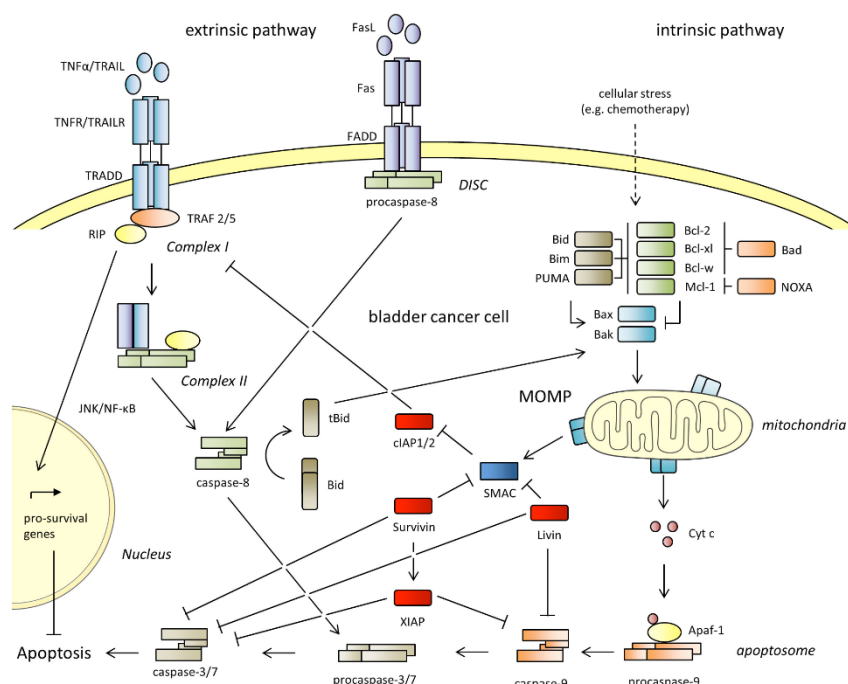 extrinsic pathway
FasL
intrinsic pathway
TNFα/TRAIL
Fas
cellular stress
(e.g. chemotherapy)
TNFR/TRAILR
FADD
TRADD
DISC
procaspase-8
TRAF 2/5
RIP
Complex I
Bid
Bim
PUMA
Bcl-2
Bcl-xl
Bcl-w
Mcl-1
Bad
NOXA
Bax
Bak
bladder cancer cell
Complex II
MOMP
JNK/NF-κB
tBid
cIAP1/2
mitochondria
caspase-8
Bid
SMAC
pro-survival
genes
Nucleus
Survivin
Livin
Cyt c
XIAP
Apaf-1
Apoptosis
apoptosome
caspase-3/7
procaspase-3/7
caspase-9
procaspase-9